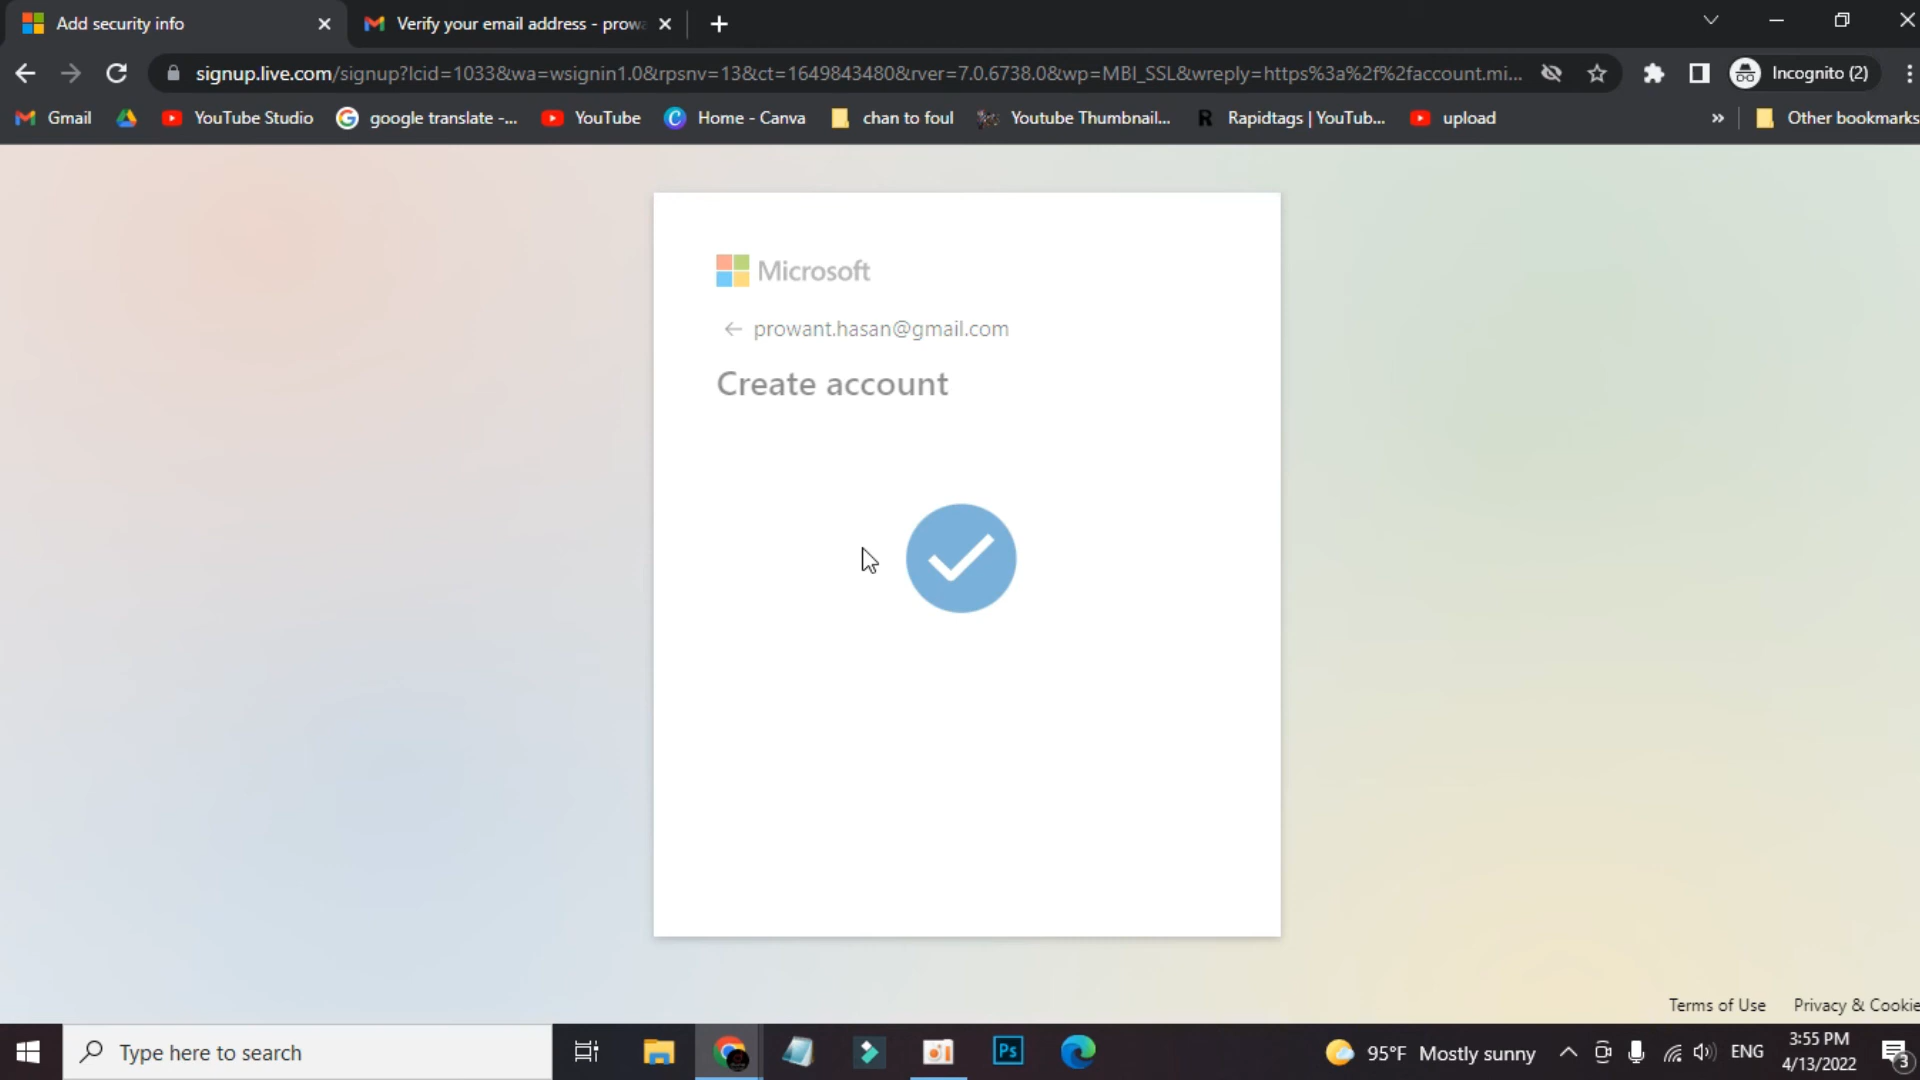 Add security info
Verify your email address - prowa
signup.live.com/signup?lcid=1033&wa=wsignin1.0&rpsnv=13&ct=1649843480&rver=7.0.6738.0&wp=MBI_SSL&wreply=https%3a%2f%2faccount.mi...
Incognito (2)
Gmail
YouTube Studio
google translate -...
YouTube
Home - Canva
chan to foul
Youtube Thumbnail...
Rapidtags | YouTub...
upload
»
Other bookmarks
Microsoft
prowant.hasan@gmail.com
Create account
Terms of Use
Privacy & Cookie
Type here to search
Ps
95°F Mostly sunny
ENG
3:55 PM
4/13/2022
3